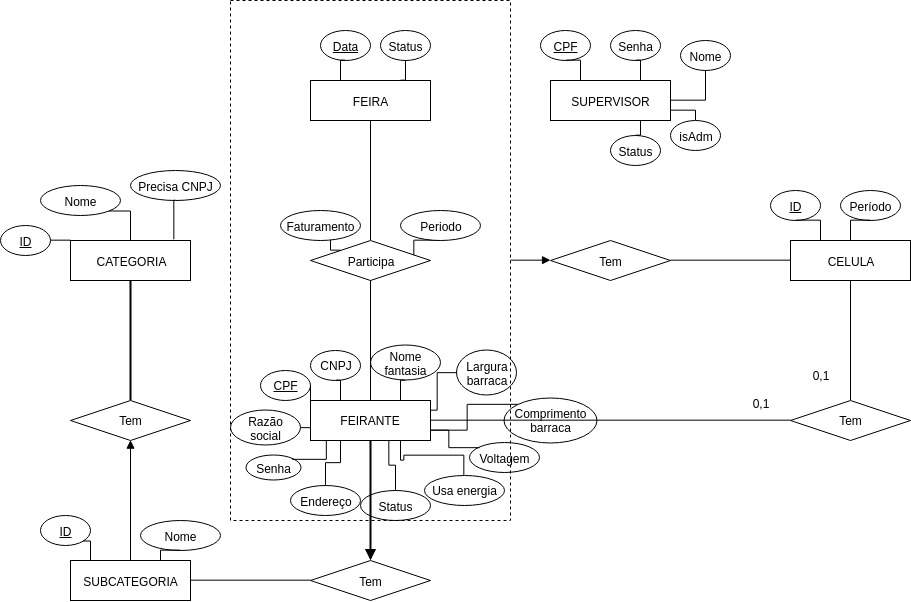 Data
Status
CPF
Senha
Nome
FEIRA
SUPERVISOR
Status
isAdm
Nome
Precisa CNPJ
ID
CATEGORIA
Faturamento
Periodo
Participa
Tem
ID
Período
CELULA
CNPJ
Nome
fantasia
Largura
barraca
CPF
0,1
0,1
Razão
social
FEIRANTE
Comprimento
barraca
Tem
Tem
Senha
Voltagem
Endereço
Status
Usa energia
ID
Nome
SUBCATEGORIA
Tem